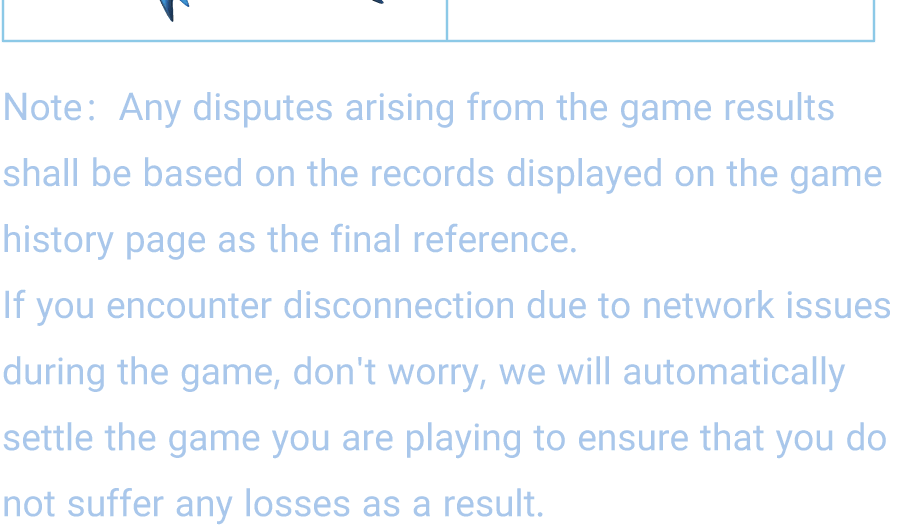 Note: Any disputes arising from the game results
shall be based on the records displayed on the game
history page as the final reference.
If you encounter disconnection due to network issues
during the game, don't worry, we will automatically
settle the game you are playing to ensure that you do
not suffer any losses as a result.